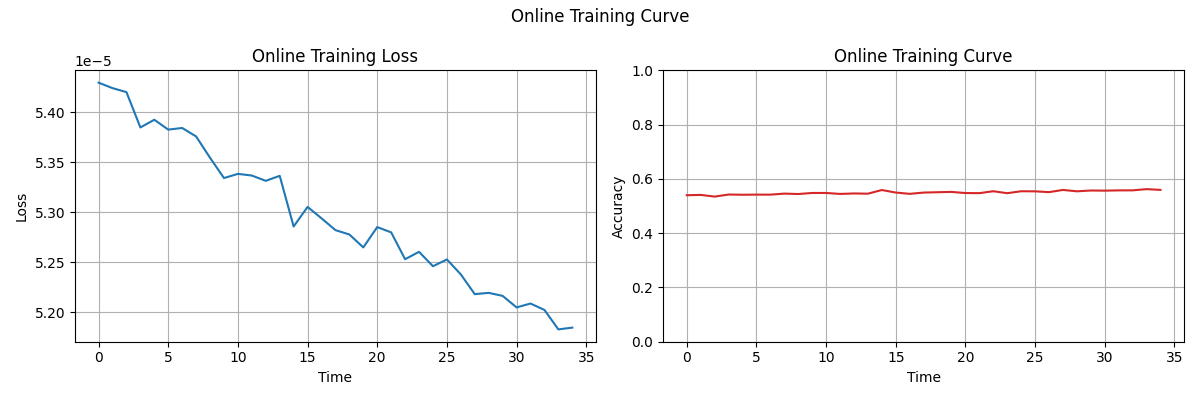 Online Training Curve
Online Training Loss
1e−5
5.40
5.35
5.30
5.25
5.20
Loss
0 5 10 15 20 25 30 35
Time
Online Training Curve
1.0
0.8
0.6
0.4
0.2
0.0
Accuracy
0 5 10 15 20 25 30 35
Time